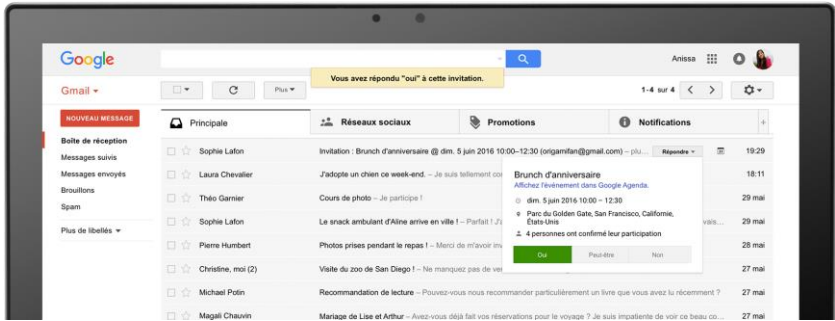 Google
Anissa
Vous avez répondu "oui" à cette invitation.
Gmail
Plus
1-4 sur 4
NOUVEAU MESSAGE
Boîte de réception
Messages suivis
Messages envoyés
Brouillons
Spam
Plus de libellés
Principale
Réseaux sociaux
Promotions
Notifications
+
Sophie Lafon Invitation : Brunch d'anniversaire @ dim. 5 juin 2016 10:00–12:30 (origamifan@gmail.com) – plu... Répondre 19:29
Laura Chevalier J'adopte un chien ce week-end. – Je suis tellement 18:11
Théo Garnier Cours de photo – Je participe ! 29 mai
Sophie Lafon Le snack ambulant d'Aline arrive en ville ! – Parfait ! 29 mai
Pierre Humbert Photos prises pendant le repas ! – Merci de m'avoir 28 mai
Christine, moi (2) Visite du zoo de San Diego ! – Ne manquez pas de 27 mai
Michael Potin Recommandation de lecture – Pouvez-vous nous recommander particulièrement un livre que vous avez lu récemment ? 27 mai
Magali Chauvin Mariage de Lise et Arthur – Avez-vous déjà fait vos réservations pour le voyage ? Je suis impatiente de voir ce beau co... 27 mai
Brunch d'anniversaire
Affichez l'événement dans Google Agenda.
dim. 5 juin 2016 10:00 – 12:30
Parc du Golden Gate, San Francisco, Californie,
États-Unis
4 personnes ont confirmé leur participation
Oui
Peut-être
Non